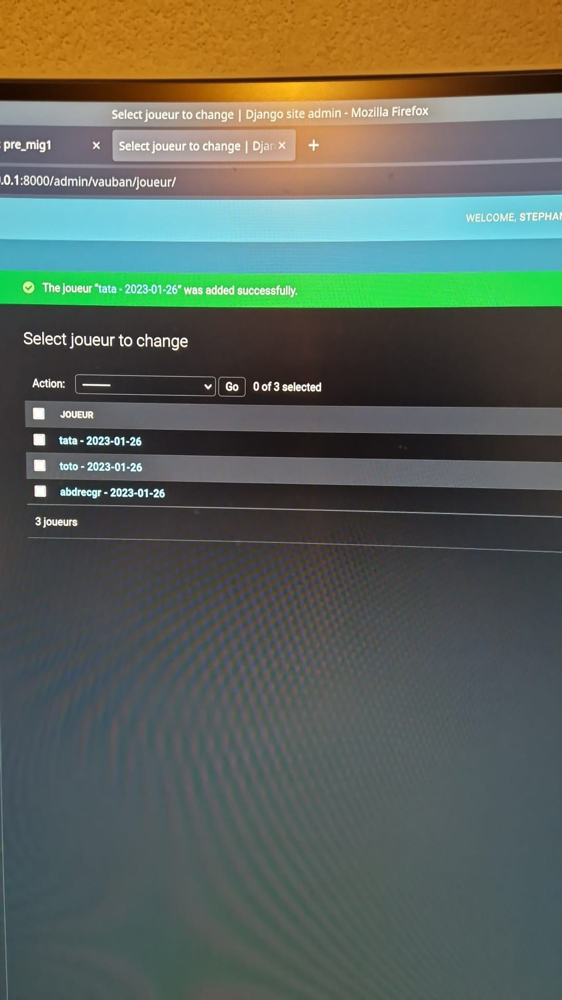 Select joueur to change | Django site admin - Mozilla Firefox
pre_mig1
Select joueur to change | Djan
.0.1:8000/admin/vauban/joueur/
WELCOME, STEPHAN
The joueur “tata - 2023-01-26” was added successfully.
Select joueur to change
Action: --------- Go 0 of 3 selected
JOUEUR
tata - 2023-01-26
toto - 2023-01-26
abdrecgr - 2023-01-26
3 joueurs